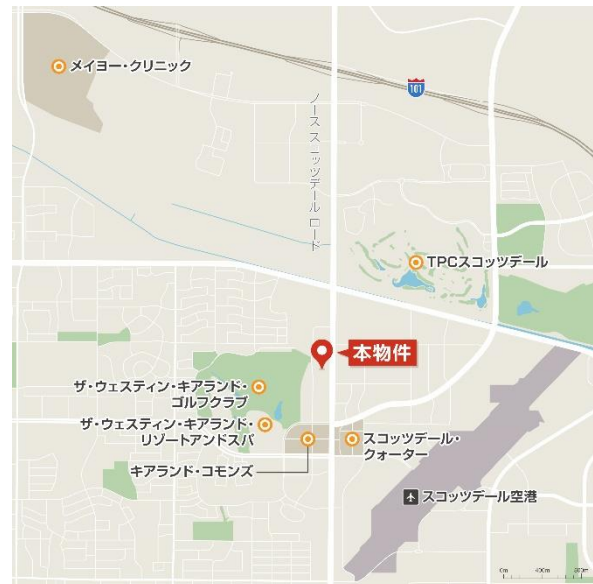 メイヨー・クリニック
101
ノース スコッツデール ロード
TPCスコッツデール
本物件
ザ・ウェスティン・キアランド・
ゴルフクラブ
ザ・ウェスティン・キアランド・
リゾートアンドスパ
スコッツデール・
クォーター
キアランド・コモンズ
スコッツデール空港
0m 400m 800m